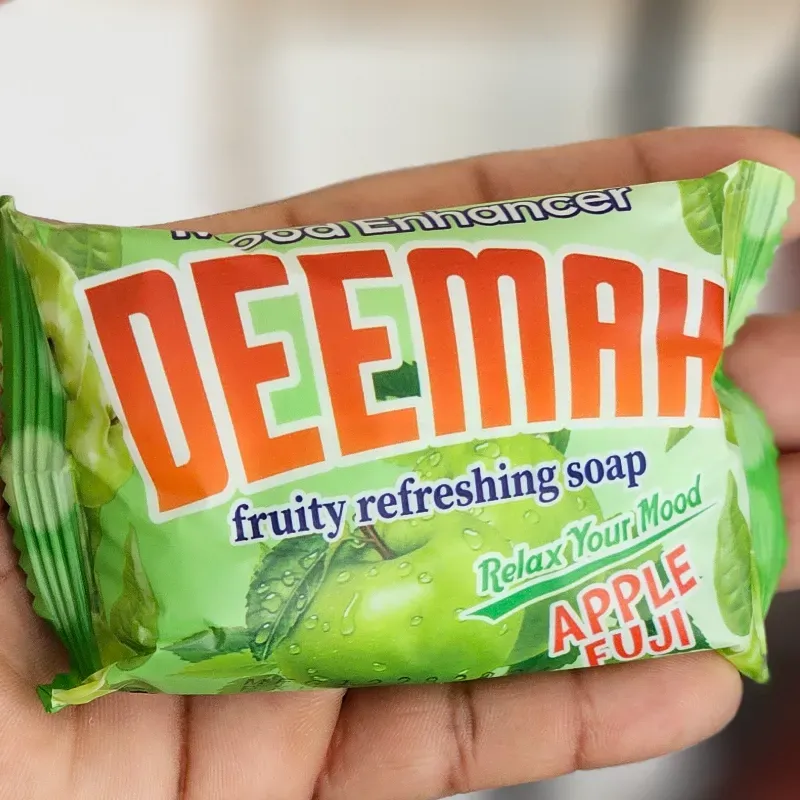 Mood Enhancer
DEEMAH
fruity refreshing soap
Relax Your Mood
APPLE
FUJI